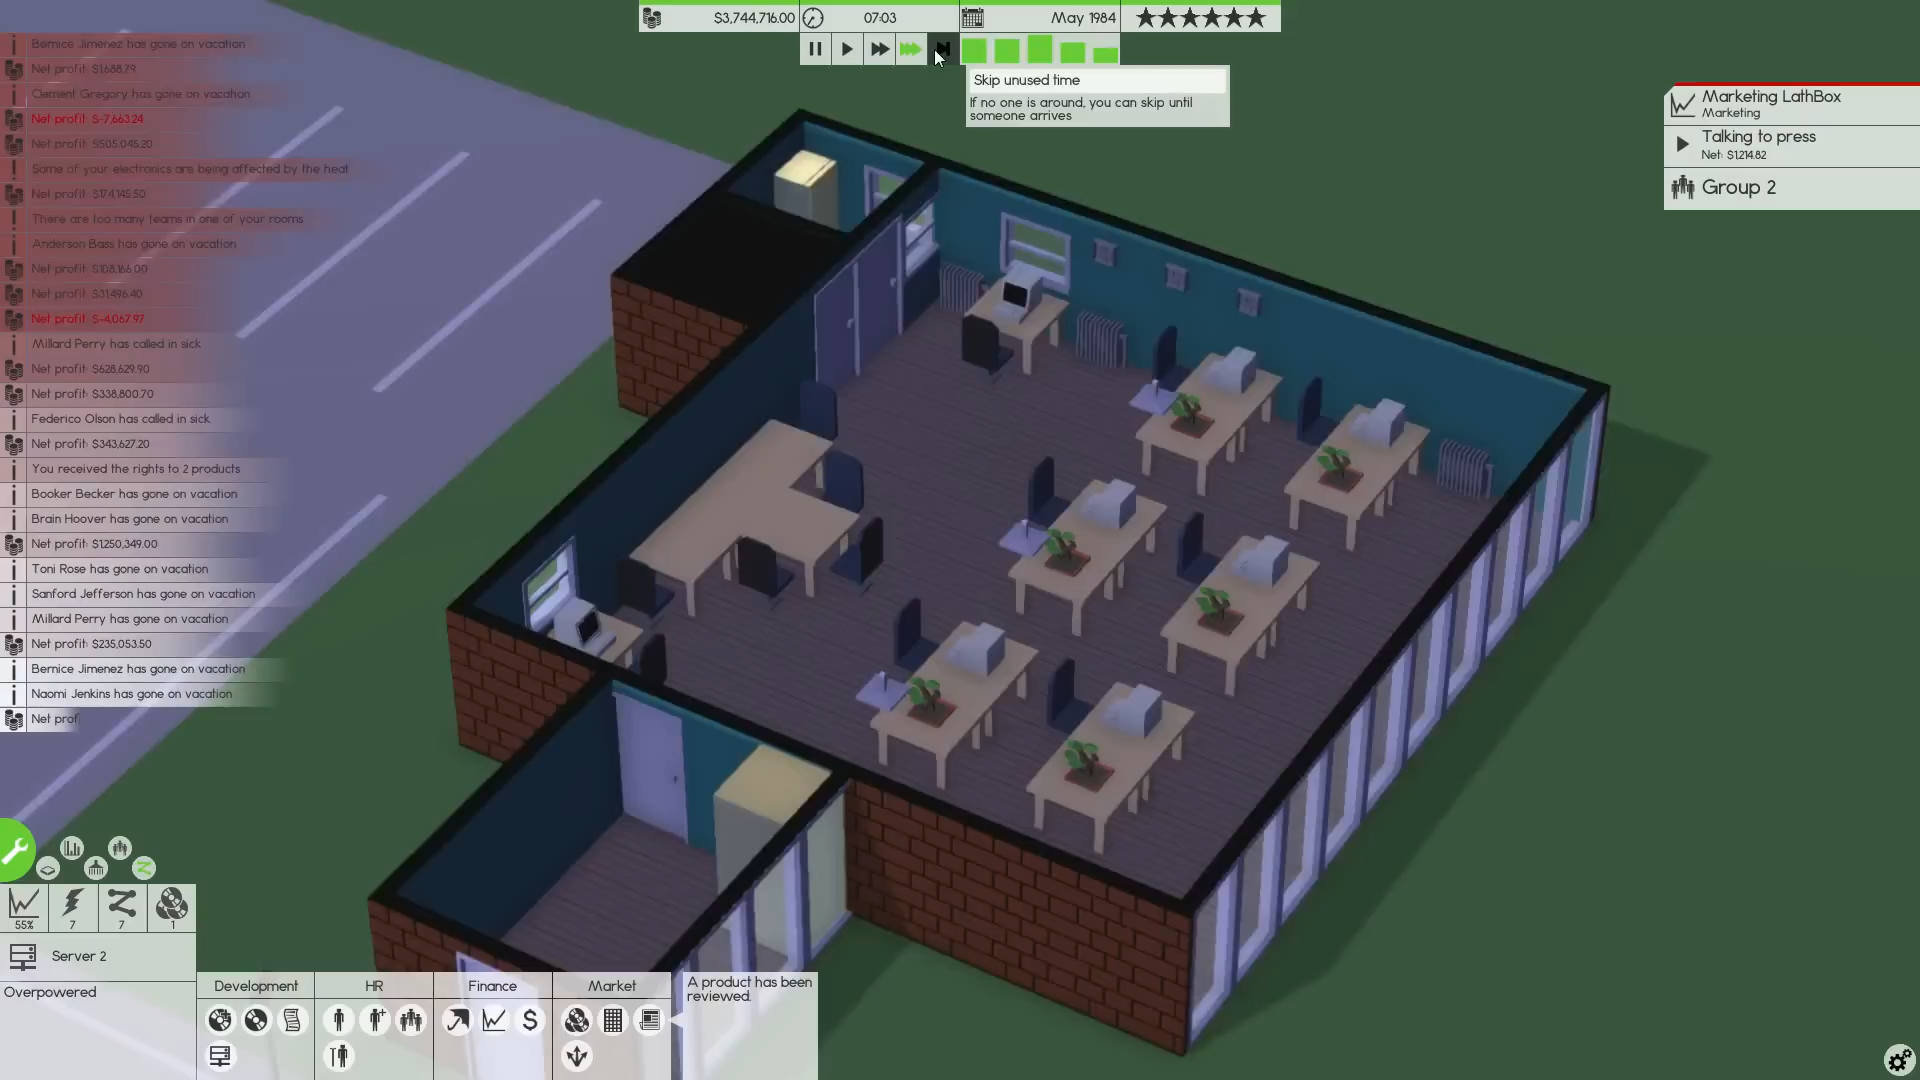 $3,744,716.00
07:03
May 1984
Skip unused time
If no one is around, you can skip until
someone arrives
Marketing LathBox
Marketing
Talking to press
Net: $1,214.82
Group 2
Bernice Jimenez has gone on vacation
Net profit: $1,688.79
Clement Gregory has gone on vacation
Net profit: $-7,663.24
Net profit: $505,045.20
Some of your electronics are being affected by the heat
Net profit: $174,145.50
There are too many teams in one of your rooms
Anderson Bass has gone on vacation
Net profit: $108,166.00
Net profit: $31,496.40
Net profit: $-4,067.97
Millard Perry has called in sick
Net profit: $628,629.90
Net profit: $338,800.70
Federico Olson has called in sick
Net profit: $343,627.20
You received the rights to 2 products
Booker Becker has gone on vacation
Brain Hoover has gone on vacation
Net profit: $1,250,349.00
Toni Rose has gone on vacation
Sanford Jefferson has gone on vacation
Millard Perry has gone on vacation
Net profit: $235,053.50
Bernice Jimenez has gone on vacation
Naomi Jenkins has gone on vacation
Net prof
55%
7
7
1
Server 2
Overpowered
Development
HR
Finance
Market
A product has been
reviewed.